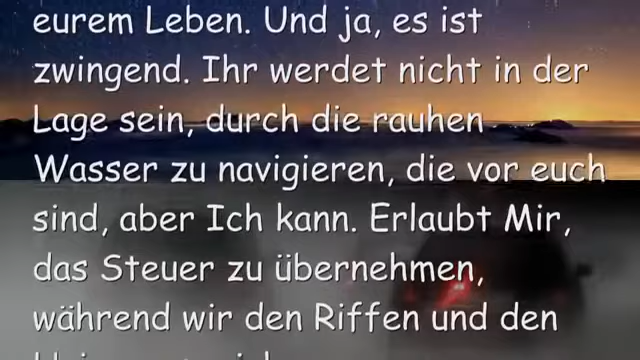 eurem Leben. Und ja, es ist
zwingend. Ihr werdet nicht in der
Lage sein, durch die rauhen
Wasser zu navigieren, die vor euch
sind, aber Ich kann. Erlaubt Mir,
das Steuer zu übernehmen,
während wir den Riffen und den